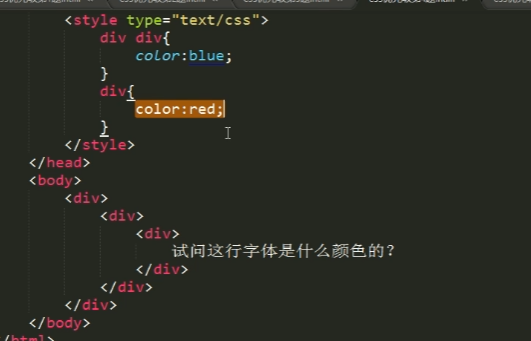 <style type="text/css">
div div{
color:blue;
}
div{
color:red;
}
</style>
</head>
<body>
<div>
<div>
<div>
试问这行字体是什么颜色的?
</div>
</div>
</div>
</body>
</html>